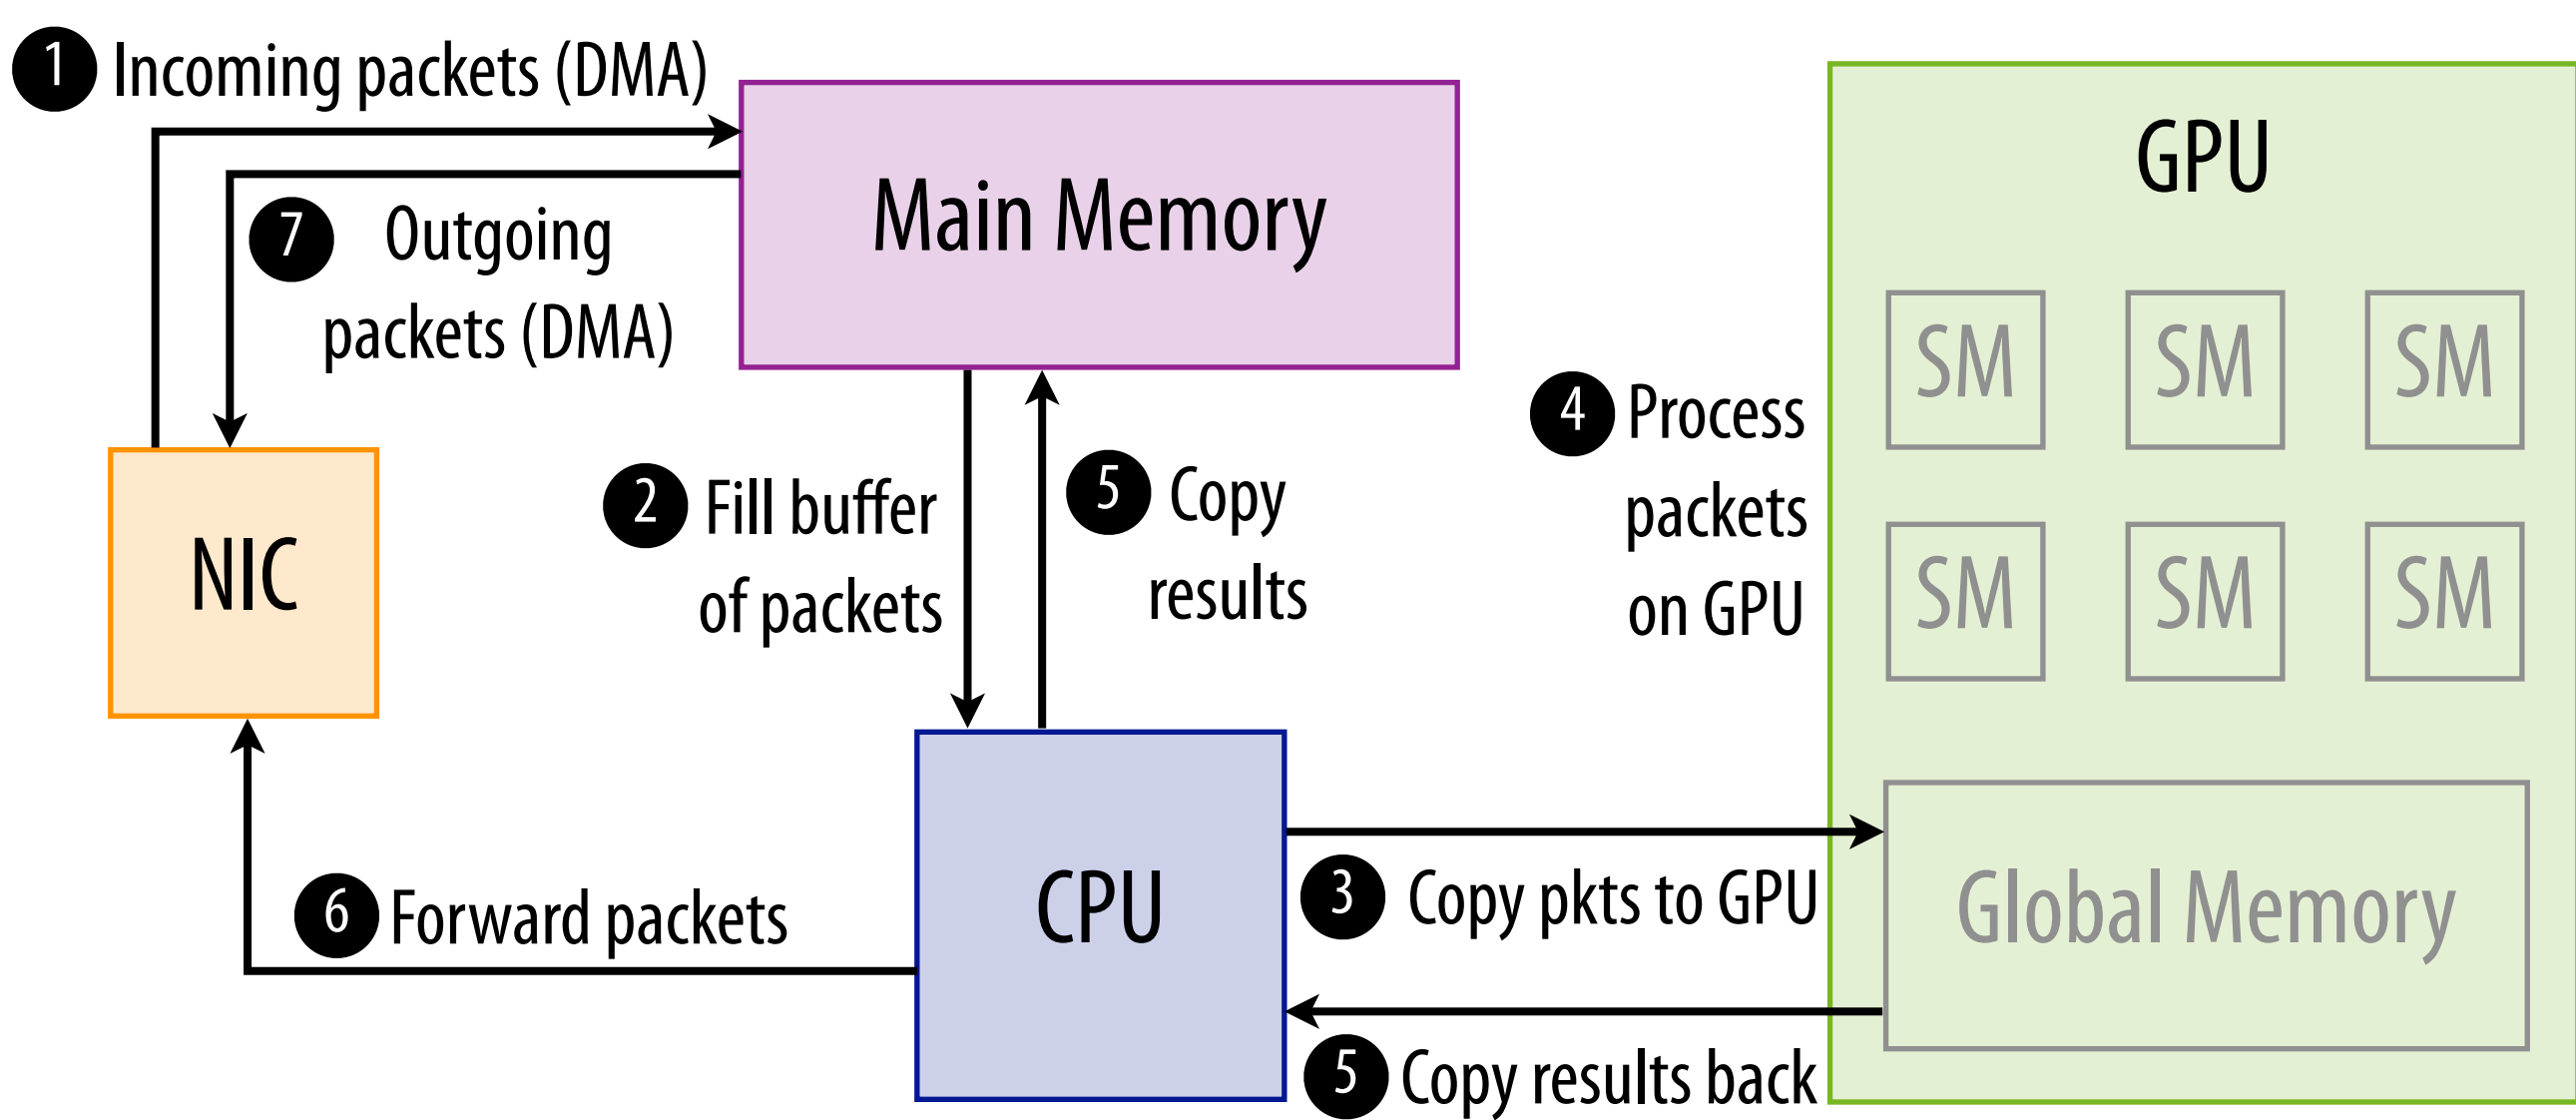 1 Incoming packets (DMA)
Main Memory
7 Outgoing
packets (DMA)
NIC
2 Fill buffer
of packets
5 Copy
results
4 Process
packets
on GPU
GPU
SM SM SM
SM SM SM
CPU
3 Copy pkts to GPU
Global Memory
6 Forward packets
5 Copy results back